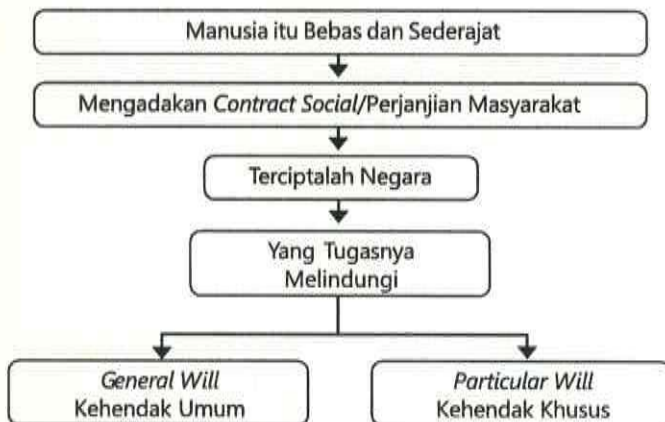 Manusia itu Bebas dan Sederajat
Mengadakan Contract Social/Perjanjian Masyarakat
Terciptalah Negara
Yang Tugasnya
Melindungi
General Will
Kehendak Umum
Particular Will
Kehendak Khusus